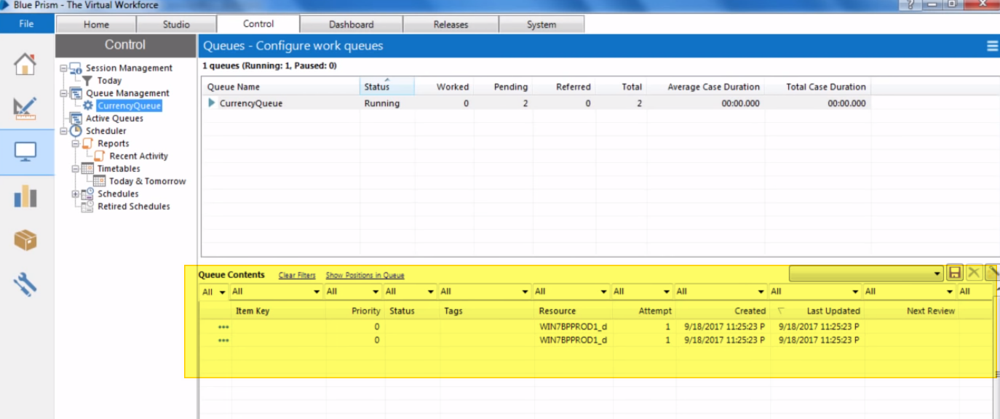 Blue Prism - The Virtual Workforce
File Home Studio Control Dashboard Releases System
Control
Queues - Configure work queues
Session Management
Today
Queue Management
CurrencyQueue
Active Queues
Scheduler
Reports
Recent Activity
Timetables
Today & Tomorrow
Schedules
Retired Schedules
1 queues (Running: 1, Paused: 0)
Queue Name Status Worked Pending Referred Total Average Case Duration Total Case Duration
CurrencyQueue Running 0 2 0 2 00:00.000 00:00.000
Queue Contents Clear Filters Show Positions in Queue
All All All All All All All All All All All
Item Key Priority Status Tags Resource Attempt Created Last Updated Next Review
0 WIN7BPPROD1_d 1 9/18/2017 11:25:23 P 9/18/2017 11:25:23 P
0 WIN7BPPROD1_d 1 9/18/2017 11:25:23 P 9/18/2017 11:25:23 P